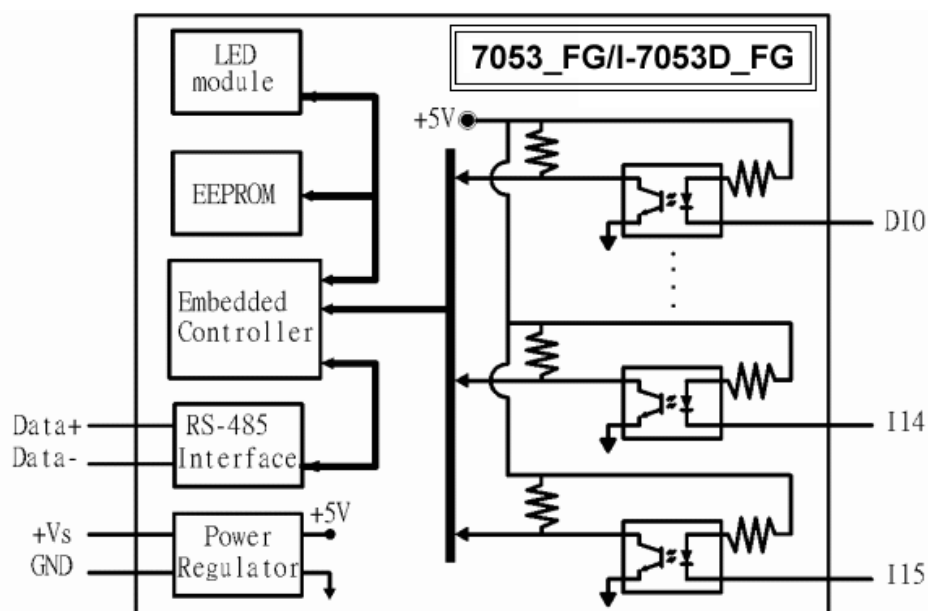 7053_FG/I-7053D_FG
LED
module
+5V
EEPROM
DI0
Embedded
Controller
Data+
Data-
RS-485
Interface
I14
+Vs
GND
Power
Regulator
+5V
I15